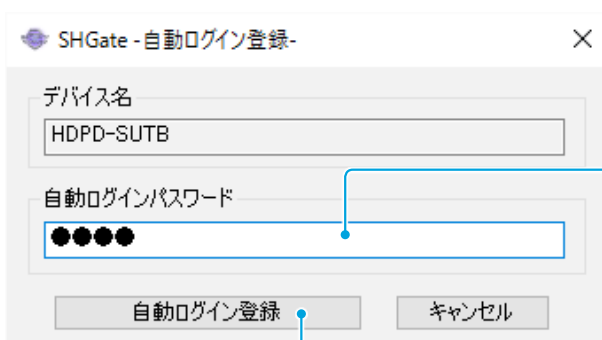 SHGate -自動ログイン登録-
デバイス名
HDPD-SUTB
自動ログインパスワード
●●●●
自動ログイン登録
キャンセル